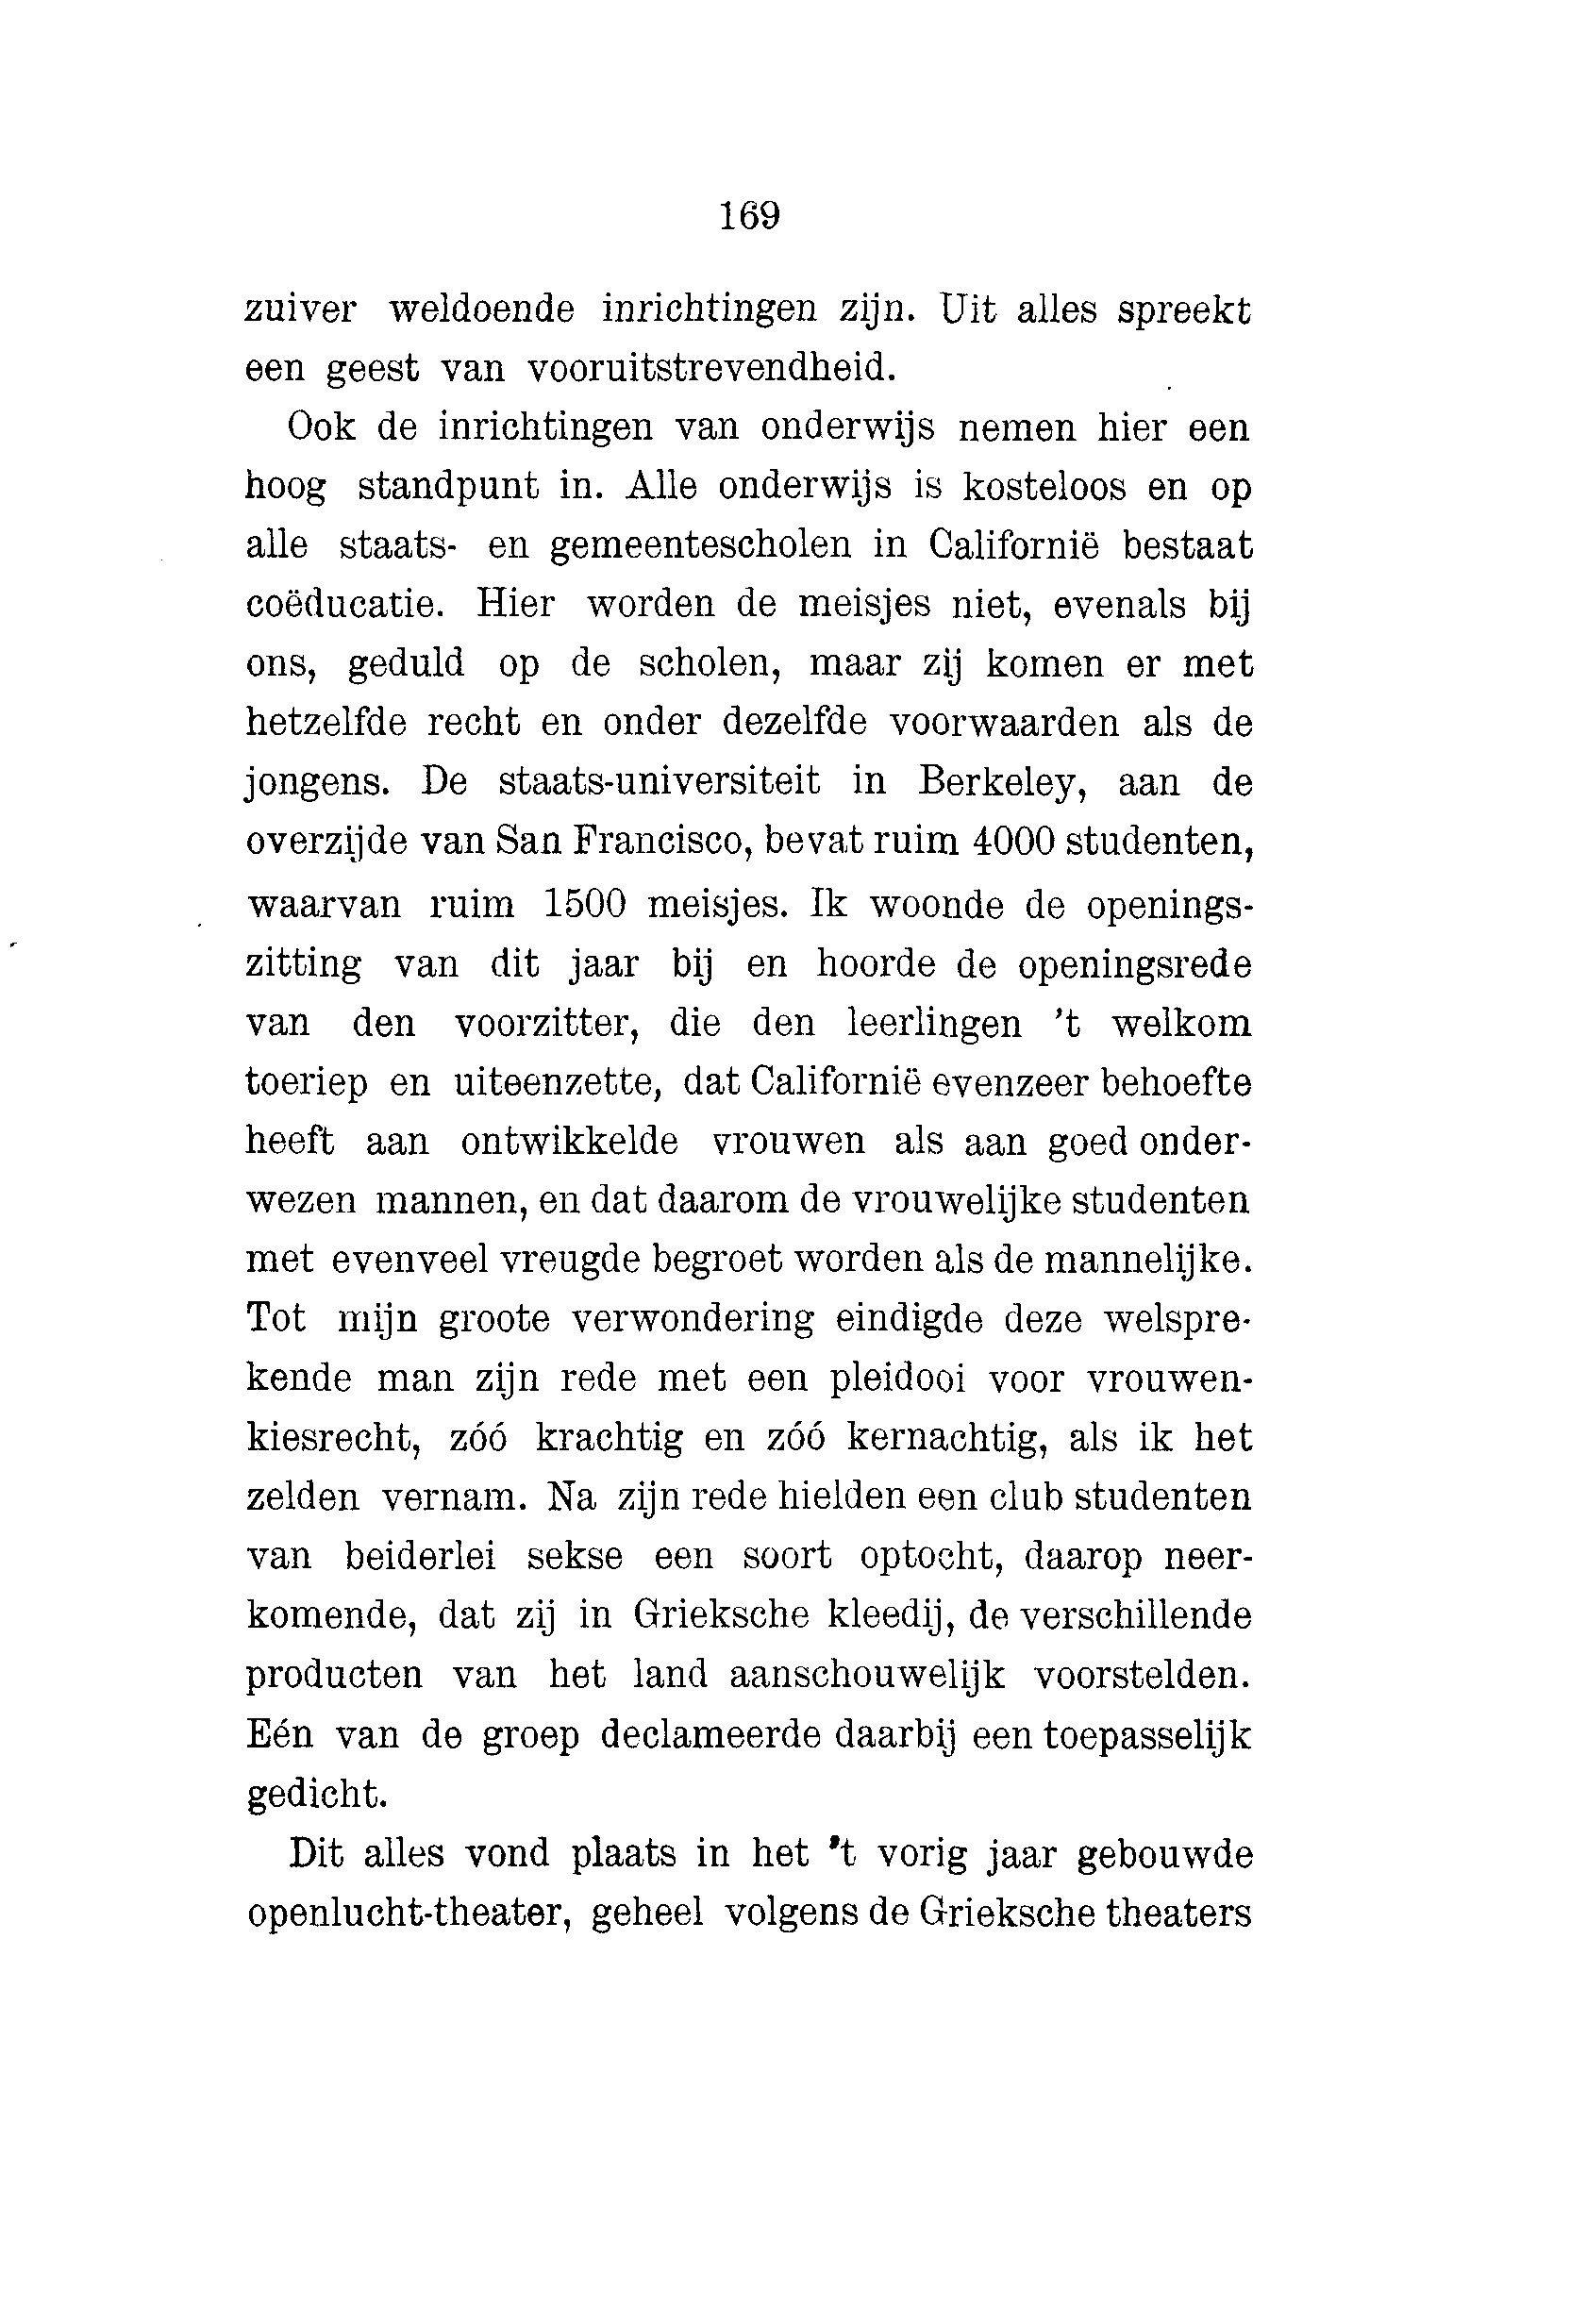 169
zuiver weldoende inrichtingen zijn. Uit alles spreekt
een geest van vooruitstrevendheid.
Ook de inrichtingen van onderwijs nemen hier een
hoog standpunt in. Alle onderwijs is kosteloos en op
alle staats- en gemeentescholen in Californië bestaat
coëducatie. Hier worden de meisjes niet, evenals bij
ons, geduld op de scholen, maar zij komen er met
hetzelfde recht en onder dezelfde voorwaarden als de
jongens. De staats-universiteit in Berkeley, aan de
overzijde van San Francisco, bevat ruim 4000 studenten,
waarvan ruim 1500 meisjes. Ik woonde de openings-
zitting van dit jaar bij en hoorde de openingsrede
van den voorzitter, die den leerlingen 't welkom
toeriep en uiteenzette, dat Californië evenzeer behoefte
heeft aan ontwikkelde vrouwen als aan goed onder-
wezen mannen, en dat daarom de vrouwelijke studenten
met evenveel vreugde begroet worden als de mannelijke.
Tot mijn groote verwondering eindigde deze welspre-
kende man zijn rede met een pleidooi voor vrouwen-
kiesrecht, zóó krachtig en zóó kernachtig, als ik het
zelden vernam. Na zijn rede hielden een club studenten
van beiderlei sekse een soort optocht, daarop neer-
komende, dat zij in Grieksche kleedij, de verschillende
producten van het land aanschouwelijk voorstelden.
Eén van de groep declameerde daarbij een toepasselijk
gedicht.
Dit alles vond plaats in het 't vorig jaar gebouwde
openlucht-theater, geheel volgens de Grieksche theaters